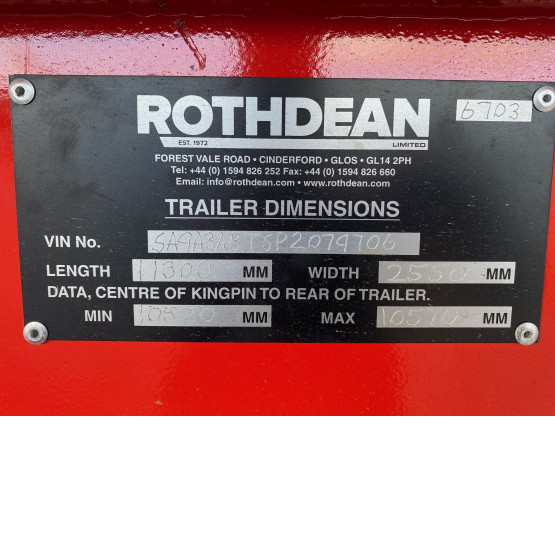 ROTHDEAN
6703
EST. 1972 LIMITED
FOREST VALE ROAD • CINDERFORD • GLOS • GL14 2PH
Tel: +44 (0) 1594 826 252 Fax: +44 (0) 1594 826 660
Email: info@rothdean.com • www.rothdean.com
TRAILER DIMENSIONS
VIN No.
LENGTH 11300 MM WIDTH 2550 MM
DATA, CENTRE OF KINGPIN TO REAR OF TRAILER.
MIN 10570 MM MAX 10570 MM